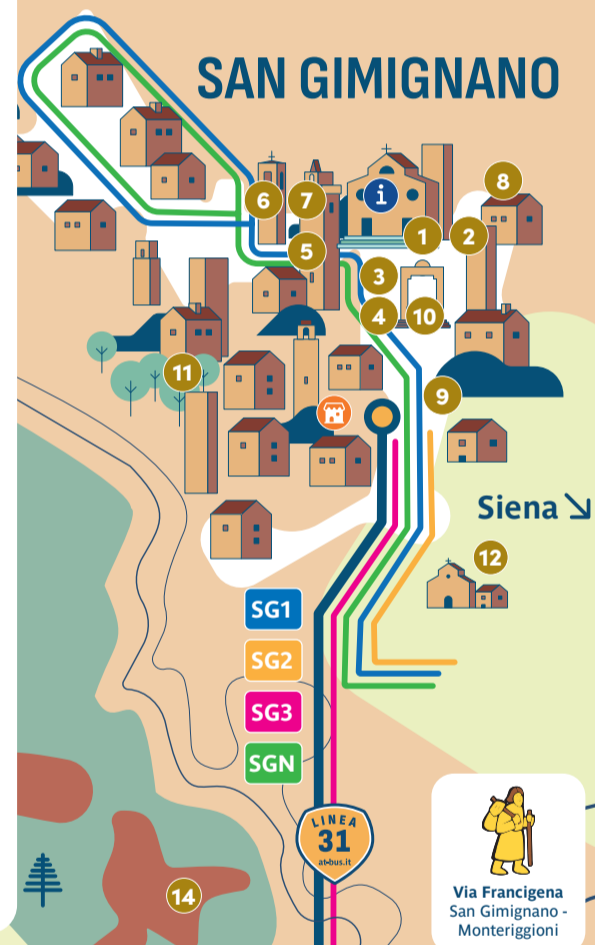 SAN GIMIGNANO
8
6
7
i
1
2
5
3
4
10
11
9
Siena
12
SG1
SG2
SG3
SGN
LINEA
31
at-bus.it
14
Via Francigena
San Gimignano -
Monteriggioni